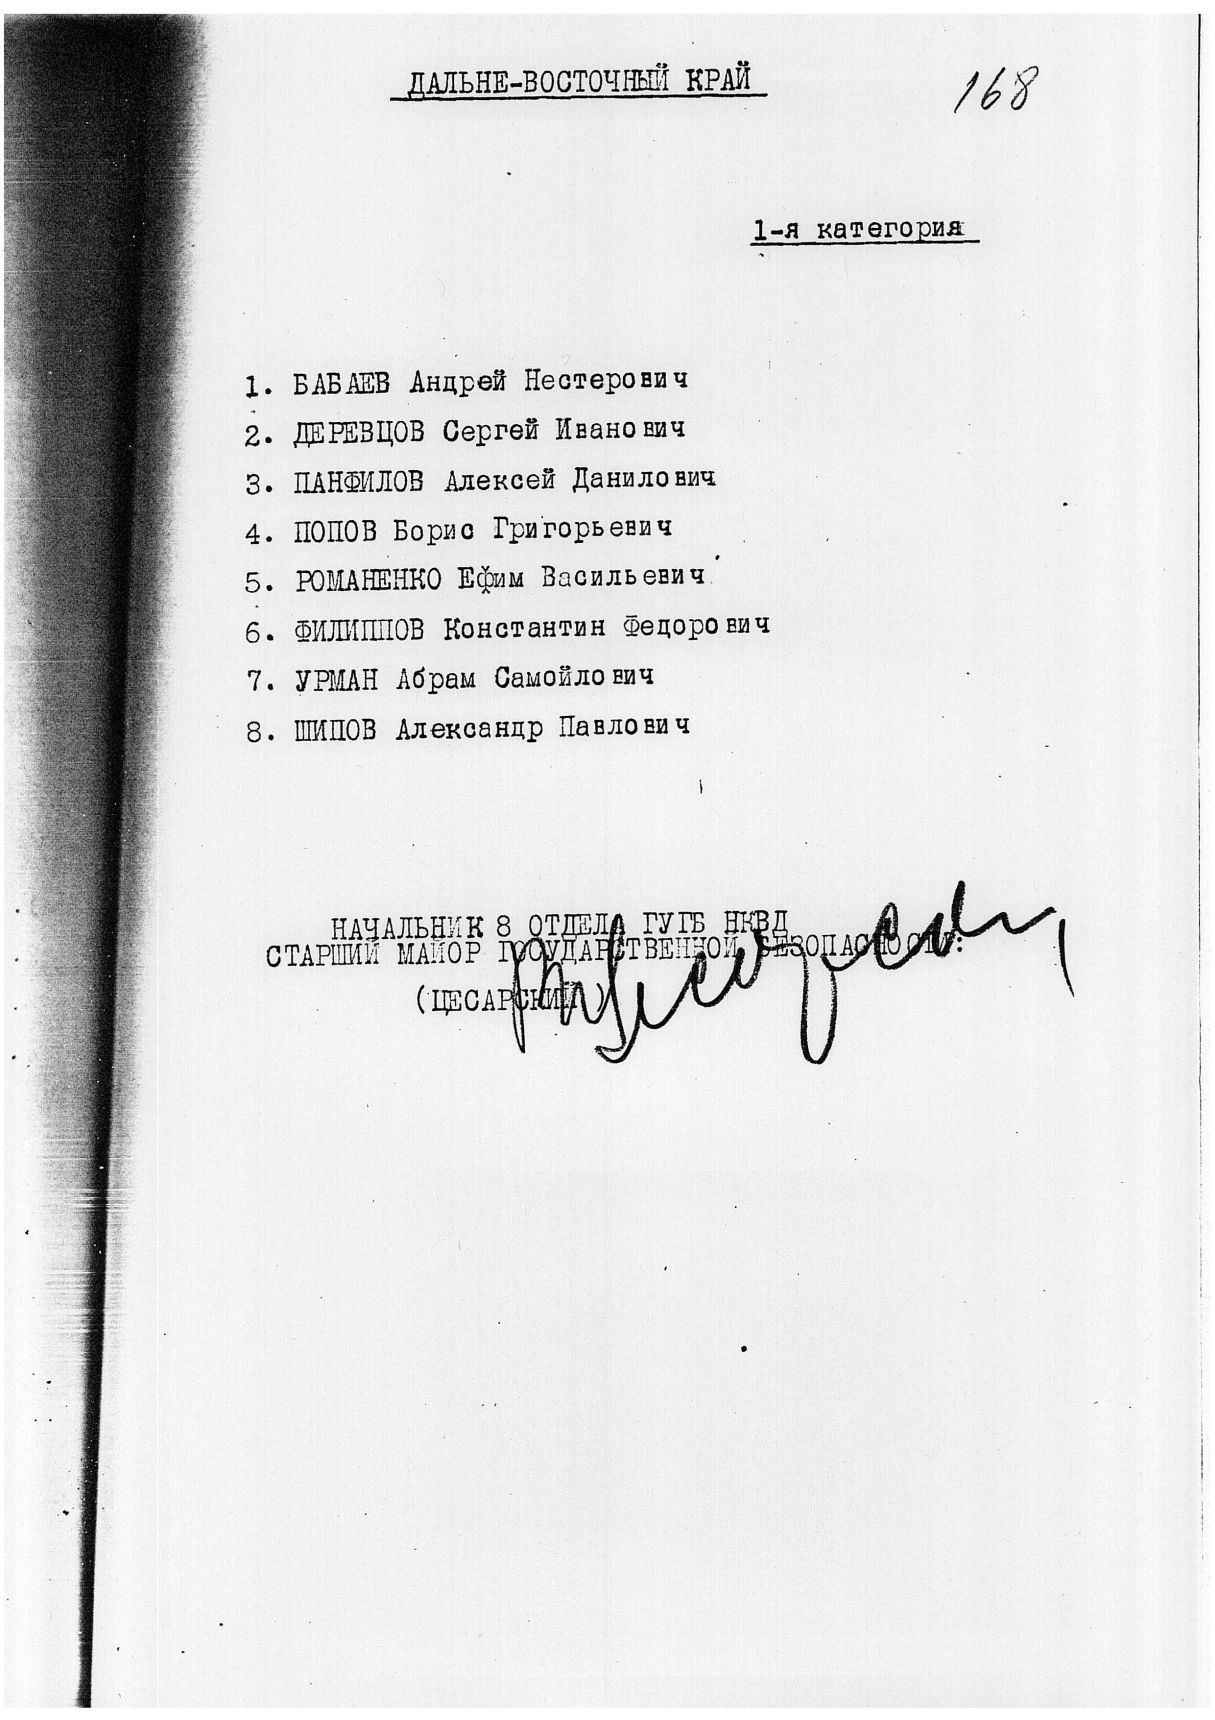 ДАЛЬНЕ-ВОСТОЧНЫЙ КРАЙ
168
1-я категория
1. БАБАЕВ Андрей Нестерович
2. ДЕРЕВЦОВ Сергей Иванович
3. ПАНФИЛОВ Алексей Данилович
4. ПОПОВ Борис Григорьевич
5. РОМАНЕНКО Ефим Васильевич
6. ФИЛИППОВ Константин Федорович
7. УРМАН Абрам Самойлович
8. ШИПОВ Александр Павлович
НАЧАЛЬНИК 8 ОТДЕЛА ГУГБ НКВД
СТАРШИЙ МАЙОР ГОСУДАРСТВЕННОЙ БЕЗОПАСНОСТИ:
(ЦЕСАРСКИЙ)